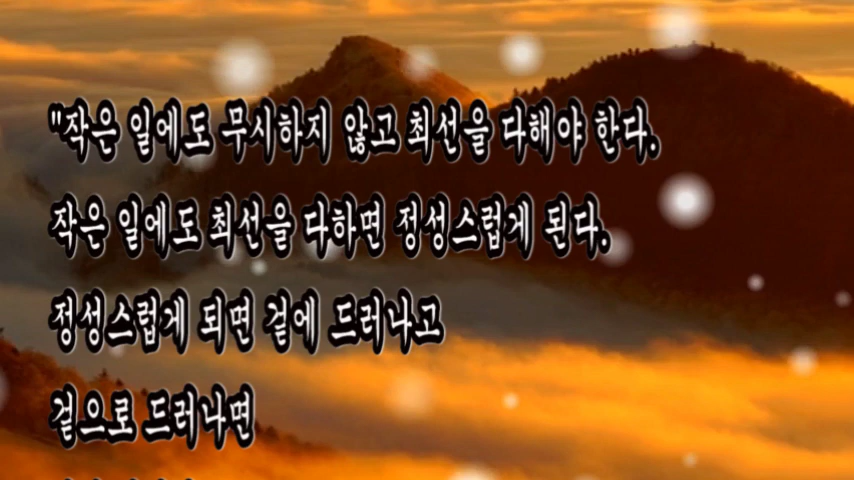 "작은 일에도 무시하지 않고 최선을 다해야 한다.
작은 일에도 최선을 다하면 정성스럽게 된다.
정성스럽게 되면 겉에 드러나고
겉으로 드러나면